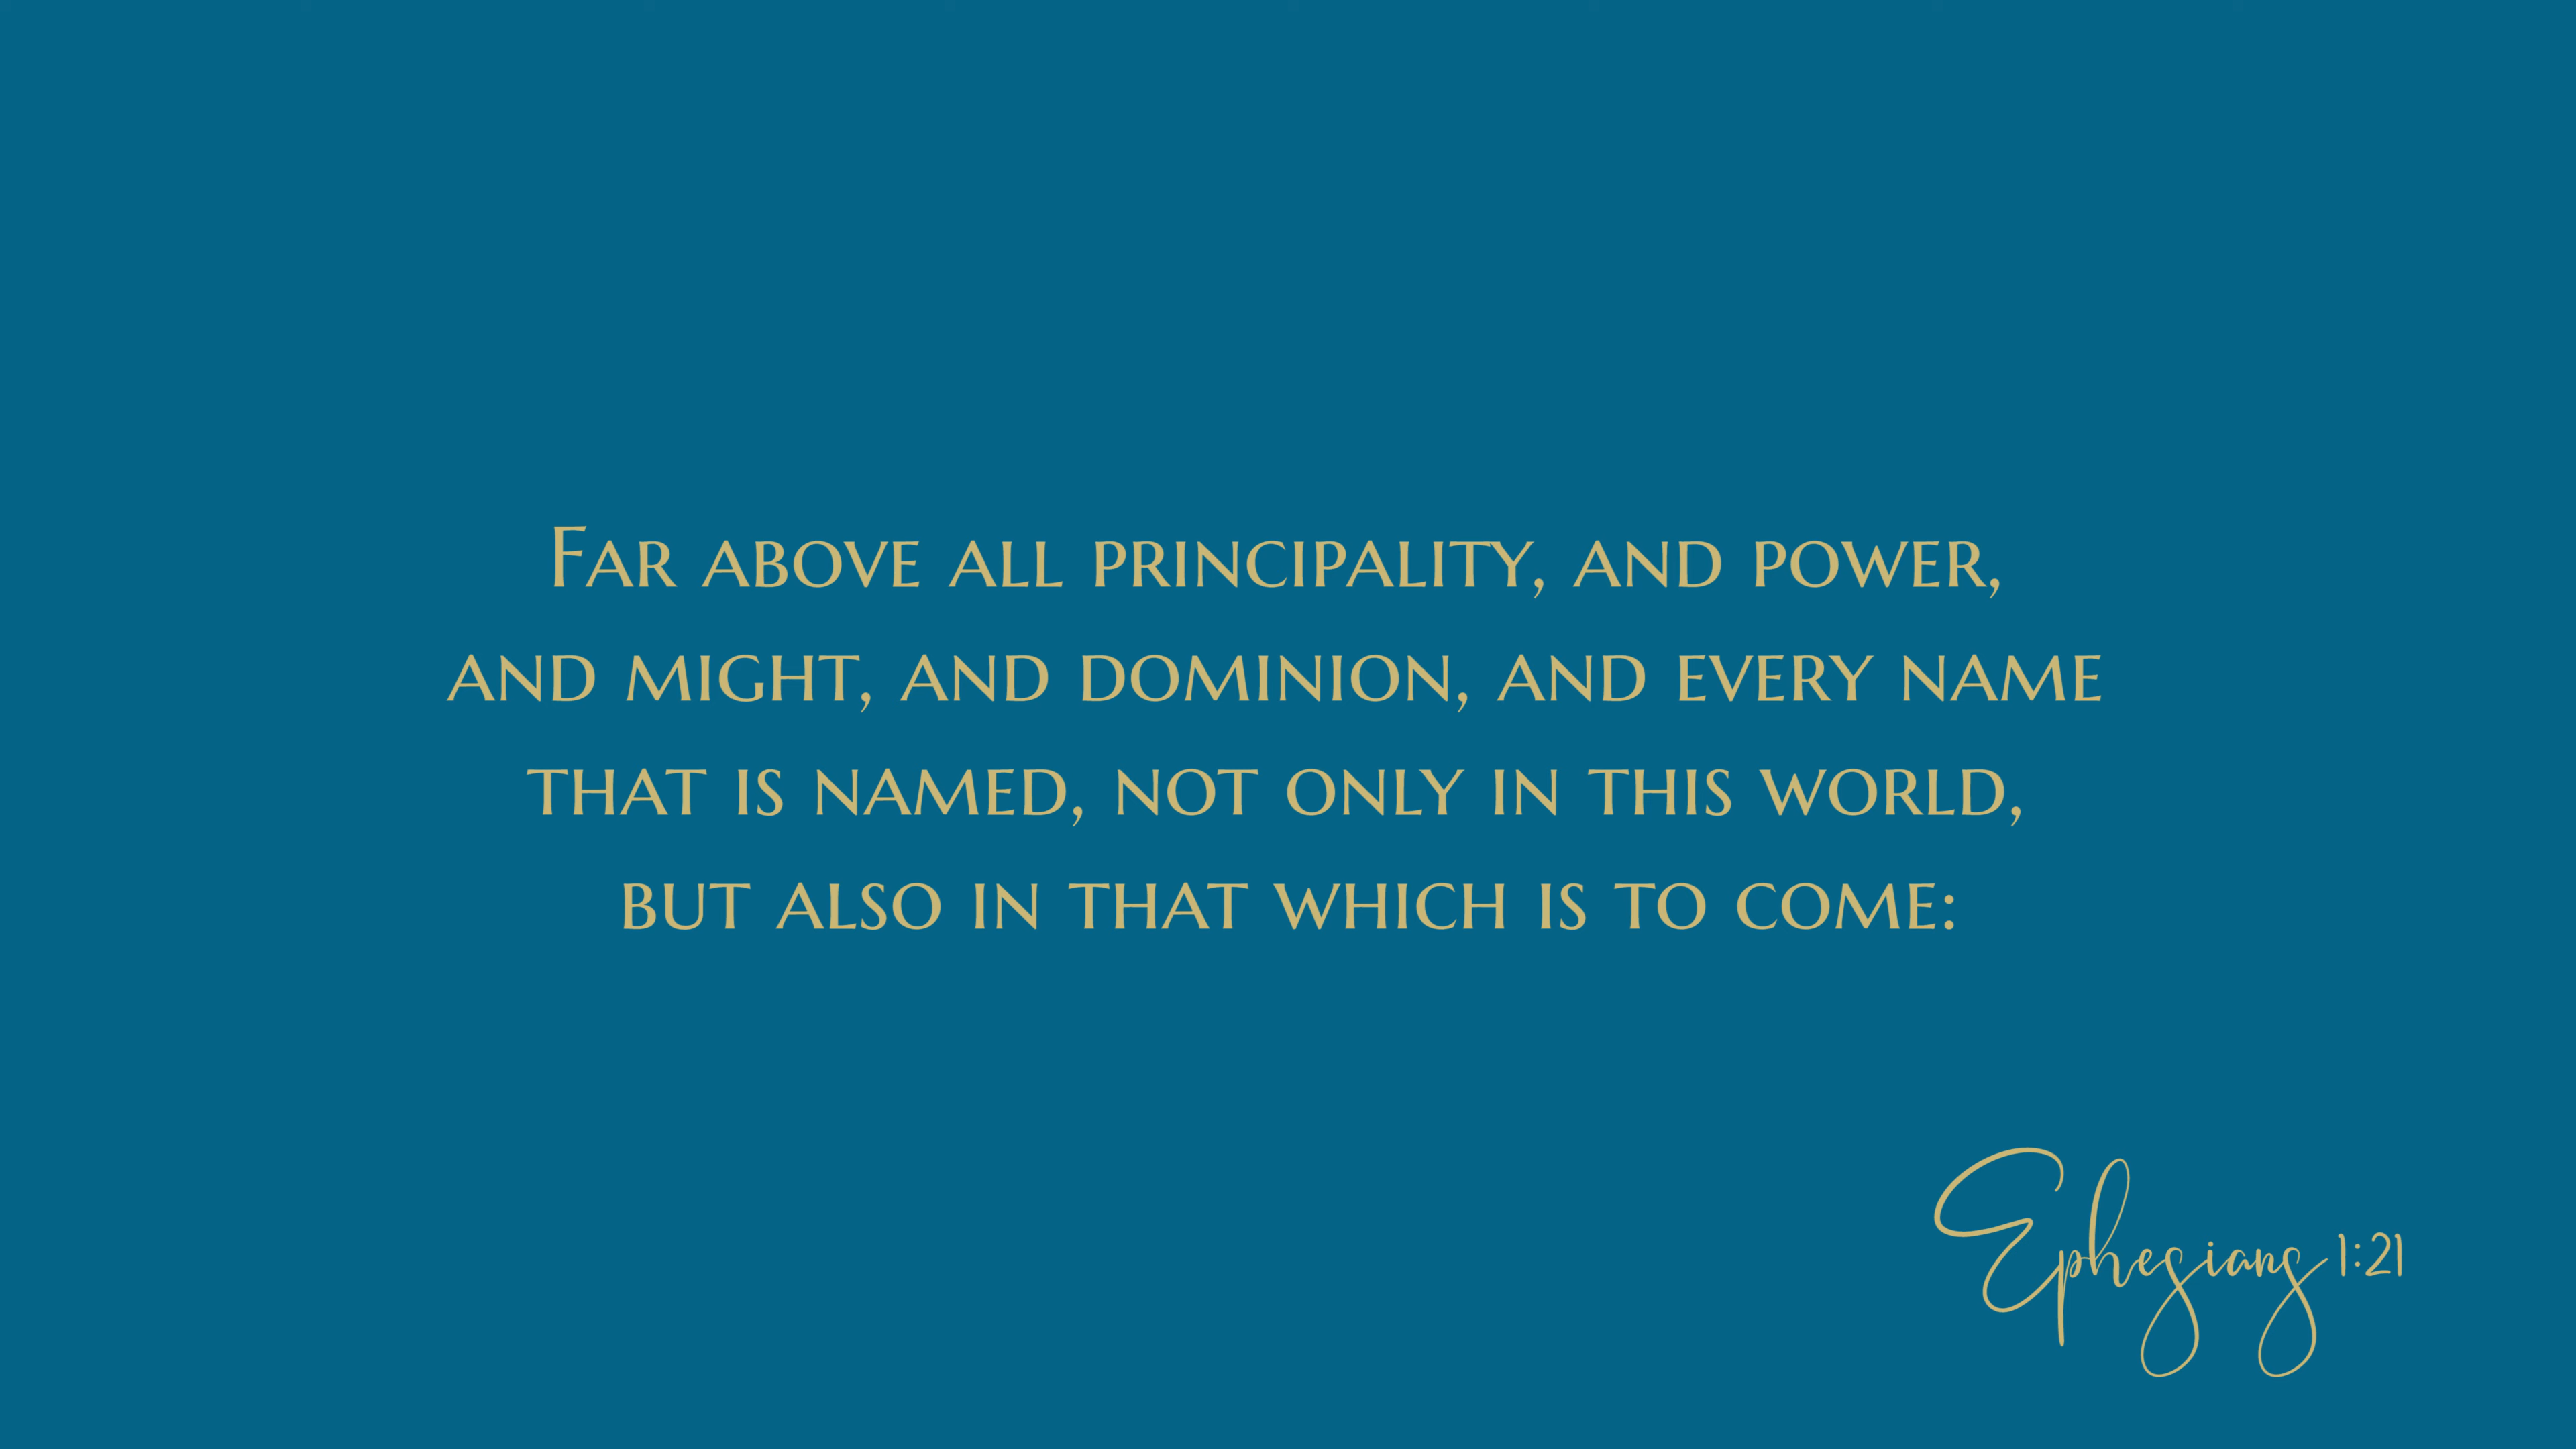 Far above all principality, and power,
and might, and dominion, and every name
that is named, not only in this world,
but also in that which is to come:
Ephesians 1:21